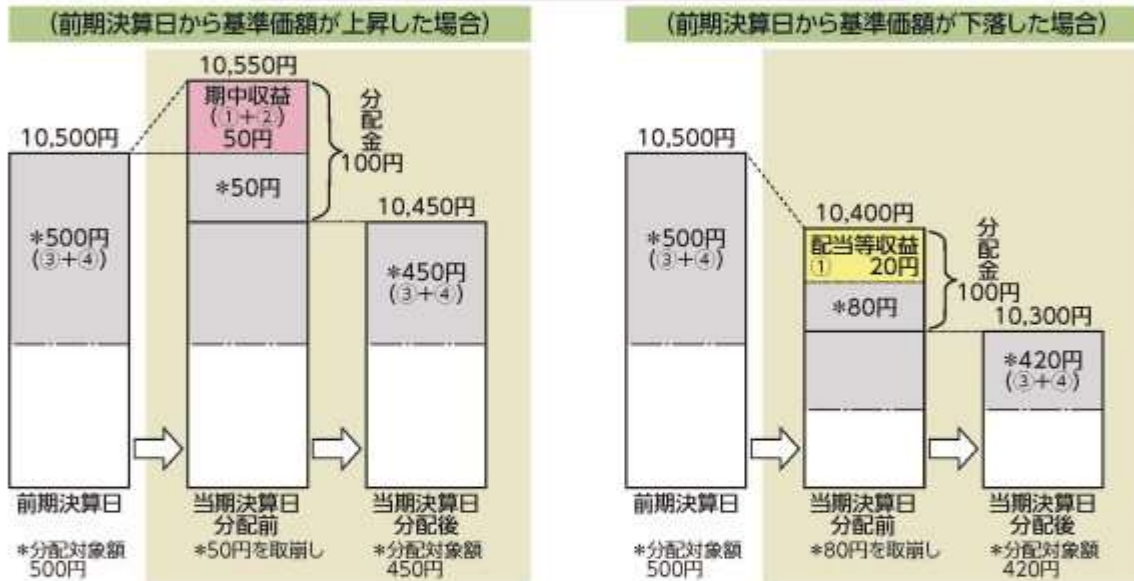 (前期決算日から基準価額が上昇した場合)
10,550円
期中収益
(①+②)
50円
分配金
100円
10,500円
*50円
10,450円
*500円
(③+④)
*450円
(③+④)
前期決算日
当期決算日
分配前
当期決算日
分配後
*分配対象額
500円
*50円を取崩し
*分配対象額
450円
(前期決算日から基準価額が下落した場合)
10,500円
10,400円
配当等収益
① 20円
分配金
100円
*80円
10,300円
*500円
(③+④)
*420円
(③+④)
前期決算日
当期決算日
分配前
当期決算日
分配後
*分配対象額
500円
*80円を取崩し
*分配対象額
420円